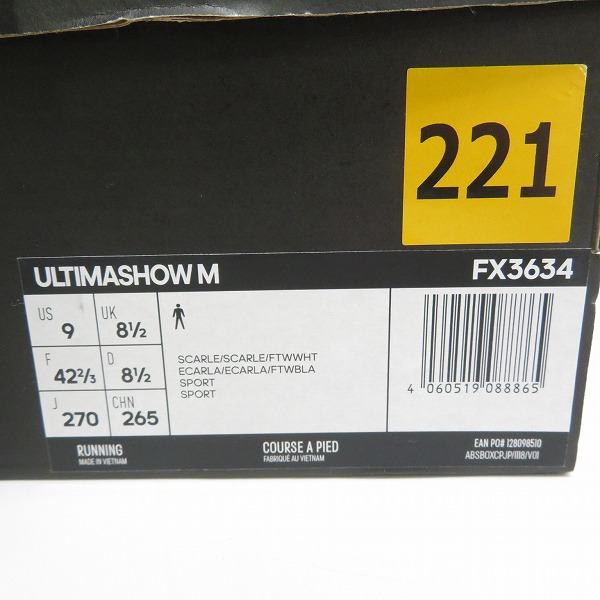 221
ULTIMASHOW M FX3634
US 9 UK 8½
F 42⅔ D 8½
J 270 CHN 265
SCARLE/SCARLE/FTWWHT
ECARLA/ECARLA/FTWBLA
SPORT
SPORT
4 060519 088865
RUNNING
MADE IN VIETNAM
COURSE A PIED
FABRIQUÉ AU VIETNAM
EAN PO# 128098510
ABSBOXCPJP/1118/V01